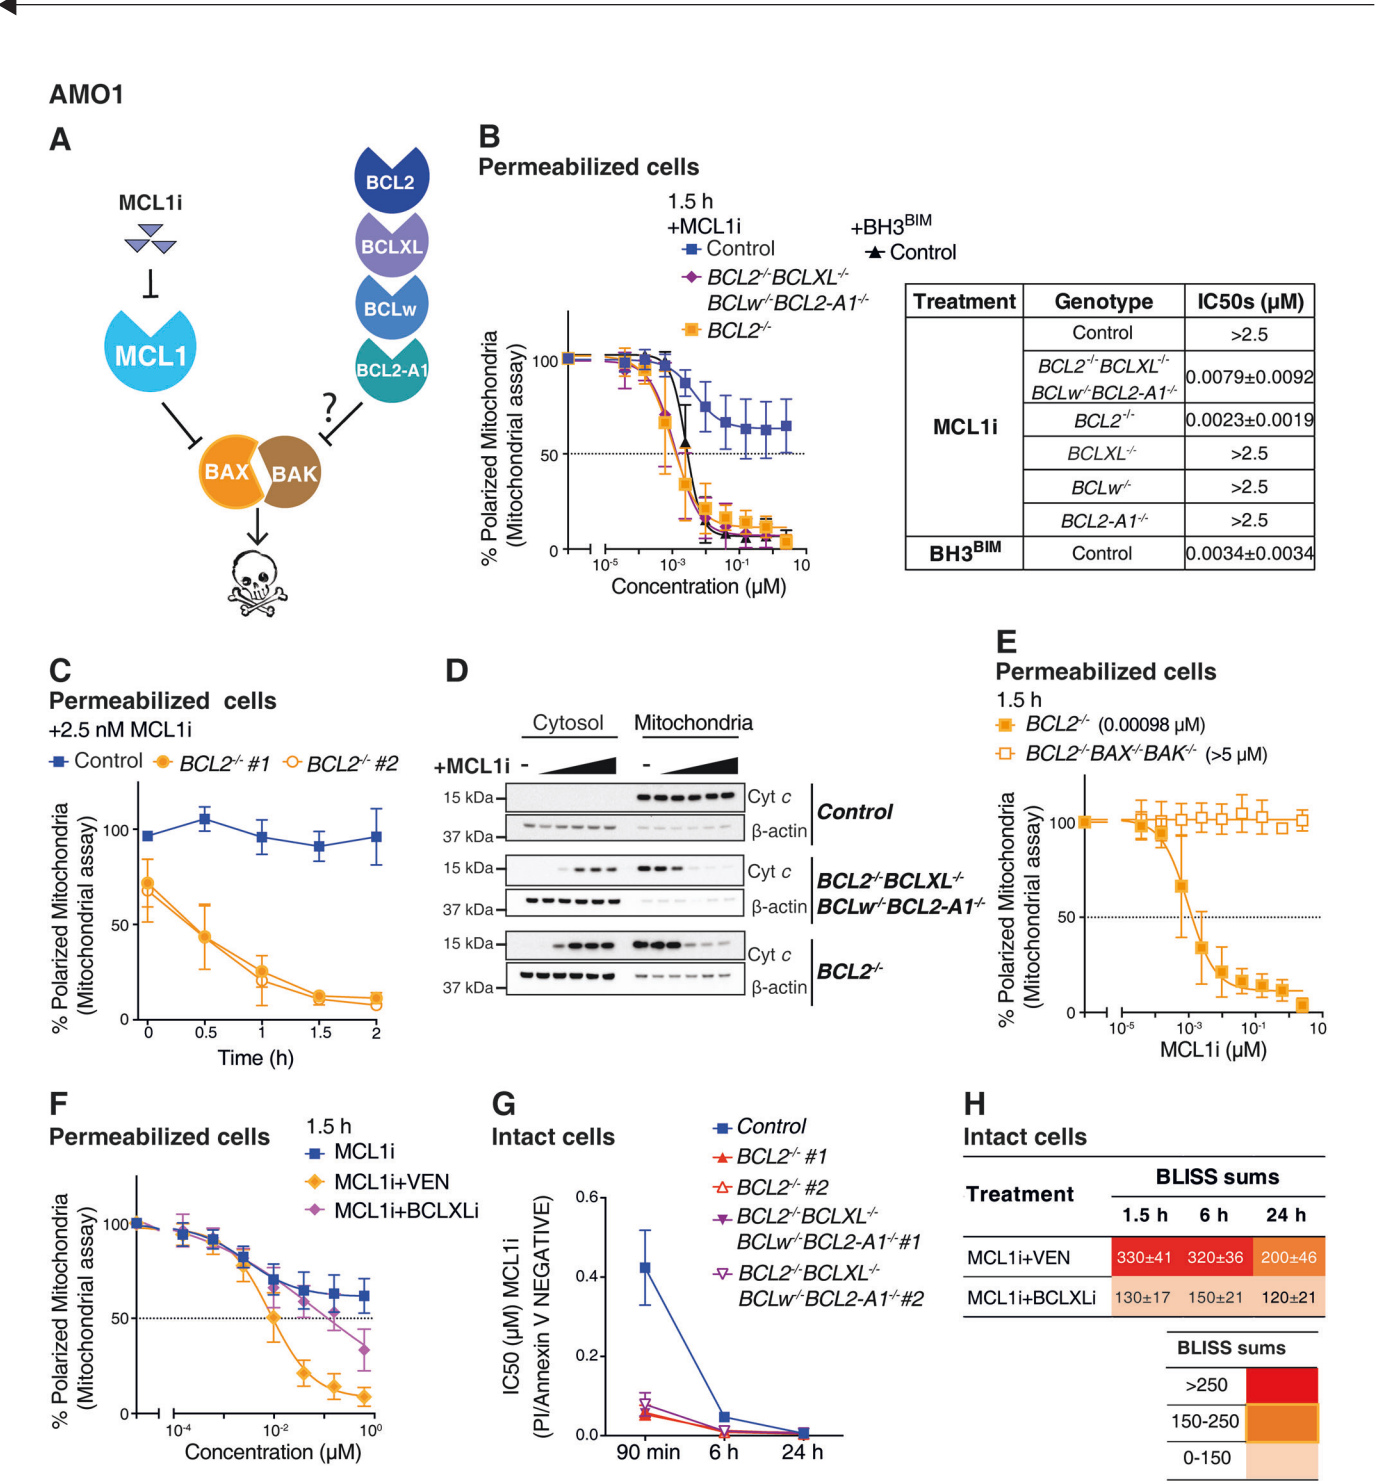 AMO1
A
MCL1i
MCL1
BCL2
BCLXL
BCLw
BCL2-A1
?
BAX
BAK
B
Permeabilized cells
1.5 h
+MCL1i
Control
BCL2-/-BCLXL-/-
BCLw-/-BCL2-A1-/-
BCL2-/-
+BH3BIM
Control
% Polarized Mitochondria
(Mitochondrial assay)
100
50
0
10-5
10-3
10-1
10
Concentration (µM)
Treatment Genotype IC50s (µM)
MCL1i
Control >2.5
BCL2-/-BCLXL-/-
BCLw-/-BCL2-A1-/- 0.0079±0.0092
BCL2-/- 0.0023±0.0019
BCLXL-/- >2.5
BCLw-/- >2.5
BCL2-A1-/- >2.5
BH3BIM Control 0.0034±0.0034
C
Permeabilized cells
+2.5 nM MCL1i
Control BCL2-/- #1 BCL2-/- #2
% Polarized Mitochondria
(Mitochondrial assay)
100
50
0
0 0.5 1 1.5 2
Time (h)
D
Cytosol Mitochondria
+MCL1i - -
15 kDa Cyt c
37 kDa β-actin
Control
15 kDa Cyt c
37 kDa β-actin
BCL2-/-BCLXL-/-
BCLw-/-BCL2-A1-/-
15 kDa Cyt c
37 kDa β-actin
BCL2-/-
E
Permeabilized cells
1.5 h
BCL2-/- (0.00098 µM)
BCL2-/-BAX-/-BAK-/- (>5 µM)
% Polarized Mitochondria
(Mitochondrial assay)
100
50
0
10-5
10-3
10-1
10
MCL1i (µM)
F
Permeabilized cells
1.5 h
MCL1i
MCL1i+VEN
MCL1i+BCLXLi
% Polarized Mitochondria
(Mitochondrial assay)
100
50
0
10-4
10-2
100
Concentration (µM)
G
Intact cells
Control
BCL2-/- #1
BCL2-/- #2
BCL2-/-BCLXL-/-
BCLw-/-BCL2-A1-/-#1
BCL2-/-BCLXL-/-
BCLw-/-BCL2-A1-/-#2
IC50 (µM) MCL1i
(PI/Annexin V NEGATIVE)
0.6
0.4
0.2
0.0
90 min 6 h 24 h
H
Intact cells
Treatment BLISS sums
1.5 h 6 h 24 h
MCL1i+VEN 330±41 320±36 200±46
MCL1i+BCLXLi 130±17 150±21 120±21
BLISS sums
>250
150-250
0-150